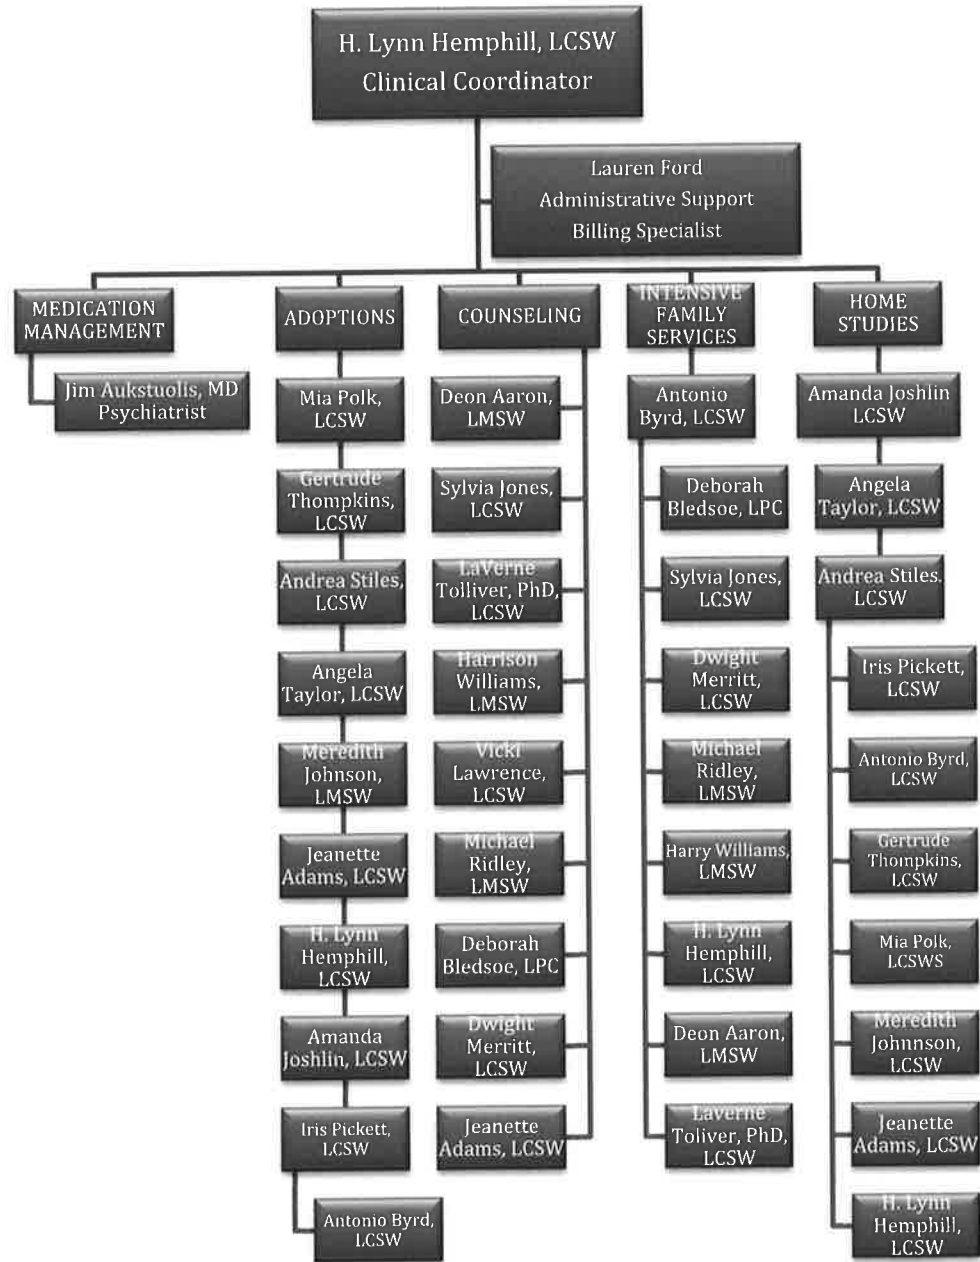 H. Lynn Hemphill, LCSW
Clinical Coordinator
Lauren Ford
Administrative Support
Billing Specialist
MEDICATION
MANAGEMENT
Jim Aukstuolis, MD
Psychiatrist
ADOPTIONS
Mia Polk,
LCSW
Gertrude
Thompkins,
LCSW
Andrea Stiles,
LCSW
Angela
Taylor, LCSW
Meredith
Johnson,
LMSW
Jeanette
Adams, LCSW
H. Lynn
Hemphill,
LCSW
Amanda
Joshlin, LCSW
Iris Pickett,
LCSW
Antonio Byrd,
LCSW
COUNSELING
Deon Aaron,
LMSW
Sylvia Jones,
LCSW
LaVerne
Tolliver, PhD,
LCSW
Harrison
Williams,
LMSW
Vicki
Lawrence,
LCSW
Michael
Ridley,
LMSW
Deborah
Bledsoe, LPC
Dwight
Merritt,
LCSW
Jeanette
Adams, LCSW
INTENSIVE
FAMILY
SERVICES
Antonio
Byrd, LCSW
Deborah
Bledsoe, LPC
Sylvia Jones,
LCSW
Dwight
Merritt,
LCSW
Michael
Ridley,
LMSW
Harry Williams,
LMSW
H. Lynn
Hemphill,
LCSW
Deon Aaron,
LMSW
Laverne
Toliver, PhD,
LCSW
HOME
STUDIES
Amanda Joshlin
LCSW
Angela
Taylor, LCSW
Andrea Stiles.
LCSW
Iris Pickett,
LCSW
Antonio Byrd,
LCSW
Gertrude
Thompkins,
LCSW
Mia Polk,
LCSWS
Meredith
Johnnson,
LCSW
Jeanette
Adams, LCSW
H. Lynn
Hemphill,
LCSW